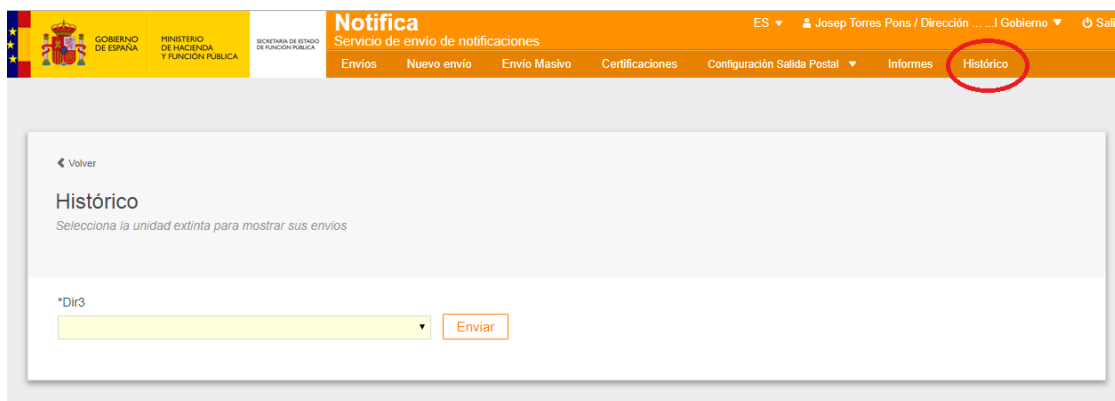 GOBIERNO
DE ESPAÑA
MINISTERIO
DE HACIENDA
Y FUNCIÓN PÚBLICA
SECRETARÍA DE ESTADO
DE FUNCIÓN PÚBLICA
Notifica
Servicio de envío de notificaciones
ES Josep Torres Pons / Dirección ... ...l Gobierno Sali
Envíos Nuevo envío Envío Masivo Certificaciones Configuración Salida Postal Informes Histórico
Volver
Histórico
Selecciona la unidad extinta para mostrar sus envios
*Dir3
Enviar